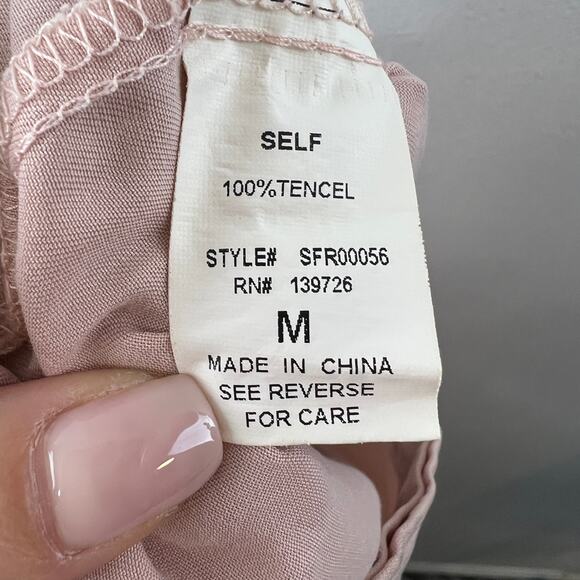 SELF
100%TENCEL
STYLE# SFR00056
RN# 139726
M
MADE IN CHINA
SEE REVERSE
FOR CARE